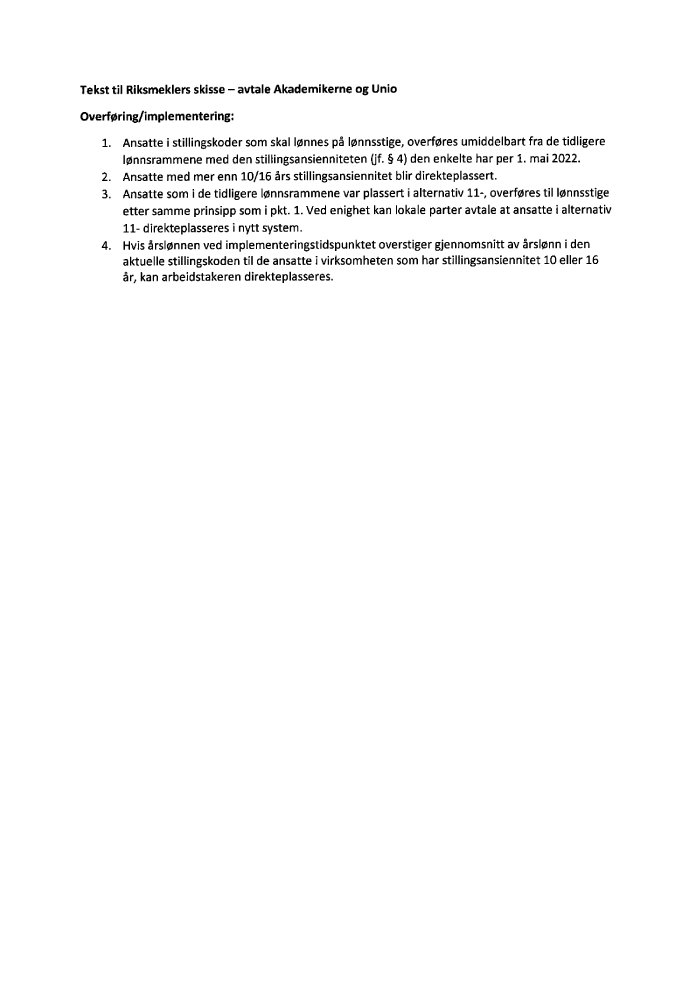 Tekst til Riksmeklers skisse – avtale Akademikerne og Unio
Overføring/implementering:
1. Ansatte i stillingskoder som skal lønnes på lønnsstige, overføres umiddelbart fra de tidligere
lønnsrammene med den stillingsansienniteten (jf. § 4) den enkelte har per 1. mai 2022.
2. Ansatte med mer enn 10/16 års stillingsansiennitet blir direkteplassert.
3. Ansatte som i de tidligere lønnsrammene var plassert i alternativ 11-, overføres til lønnsstige
etter samme prinsipp som i pkt. 1. Ved enighet kan lokale parter avtale at ansatte i alternativ
11- direkteplasseres i nytt system.
4. Hvis årslønnen ved implementeringstidspunktet overstiger gjennomsnitt av årslønn i den
aktuelle stillingskoden til de ansatte i virksomheten som har stillingsansiennitet 10 eller 16
år, kan arbeidstakeren direkteplasseres.